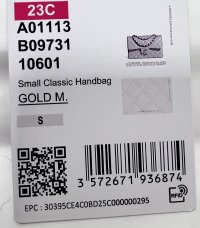 23C
A01113
B09731
10601
Small Classic Handbag
GOLD M.
S
3 572671 936874
RFID
EPC : 30395CE4C0BD25C000000295